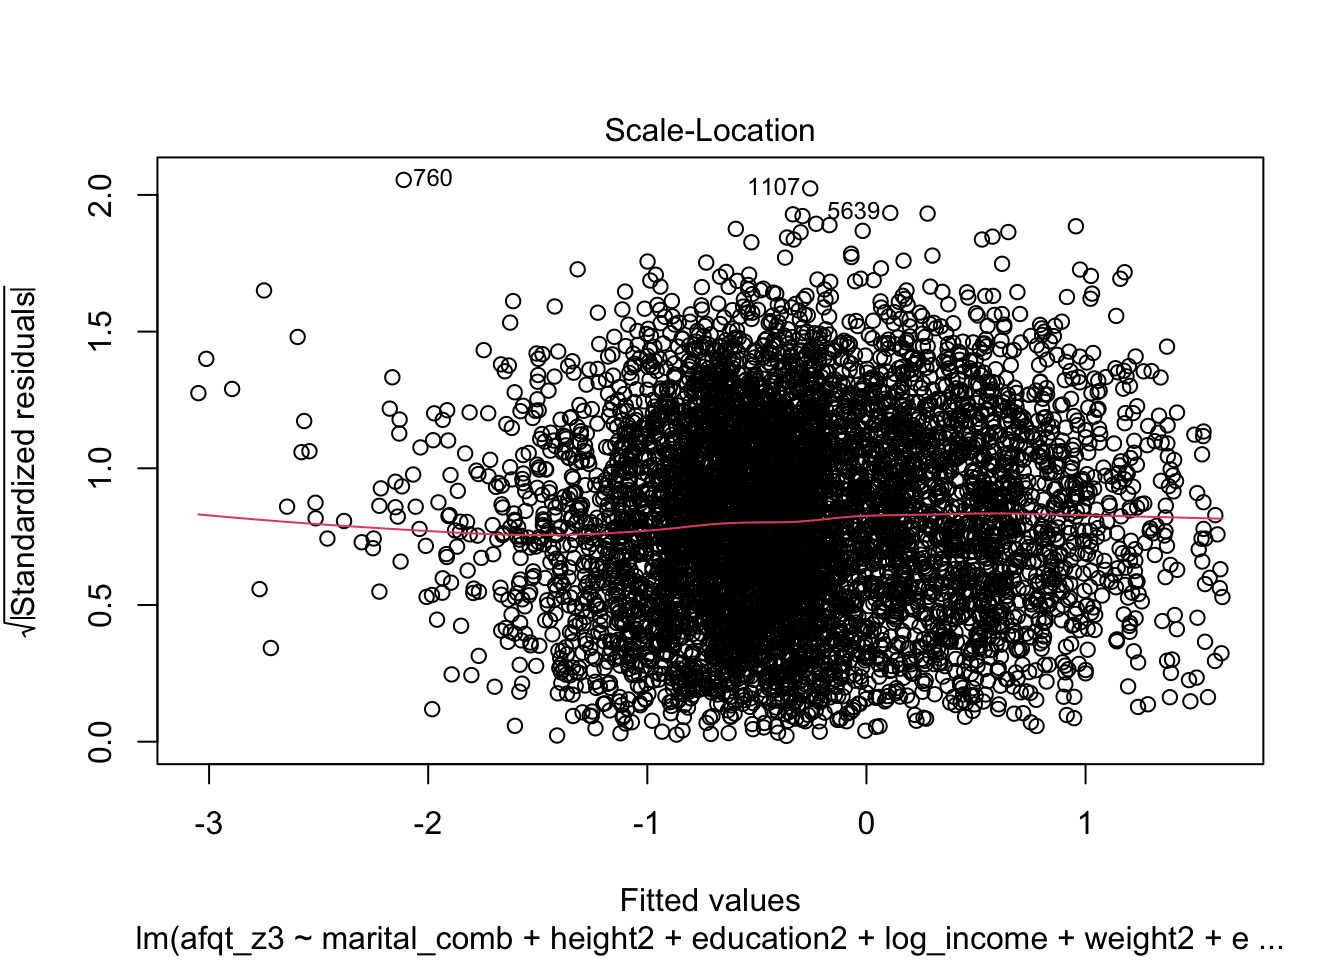 Scale-Location
760
1107
5639
√|Standardized residuals|
2.0
1.5
1.0
0.5
0.0
-3 -2 -1 0 1
Fitted values
lm(afqt_z3 ~ marital_comb + height2 + education2 + log_income + weight2 + e ...